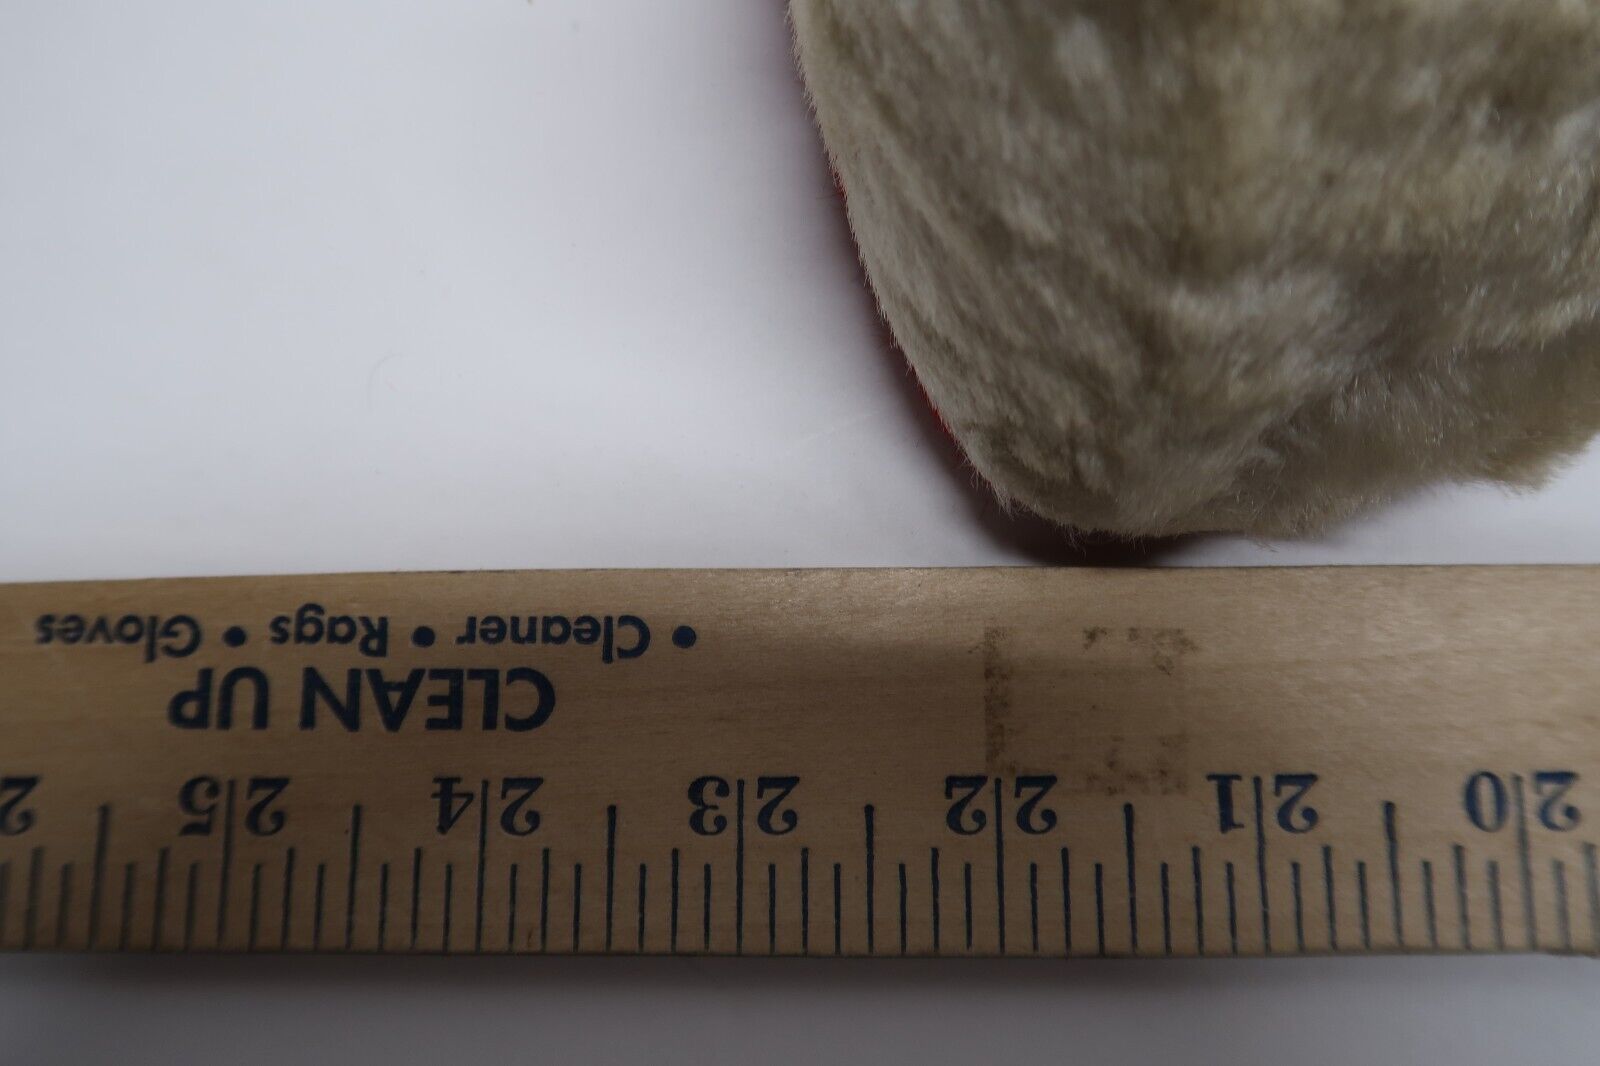 20 21 22 23 24 25 2
CLEAN UP
• Cleaner • Rags • Gloves